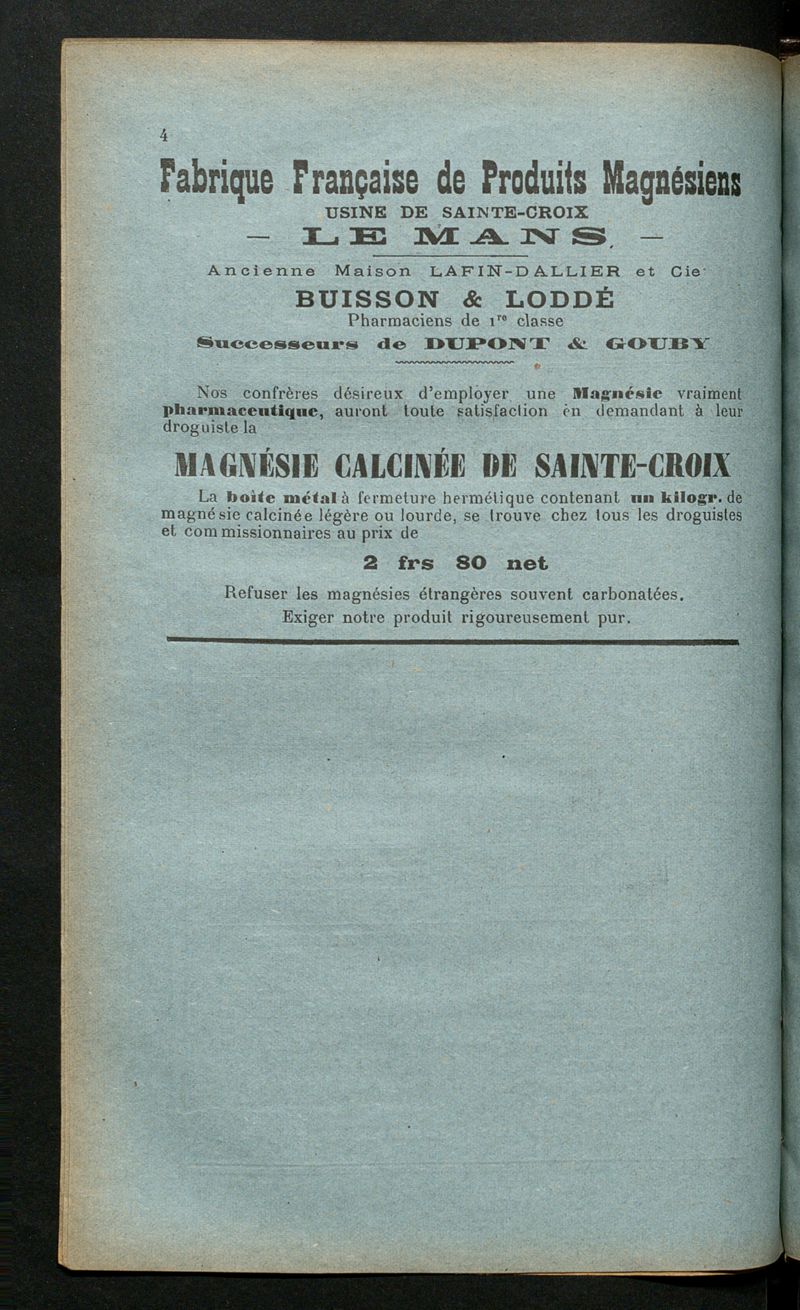 4
Fabrique Française de Produits Magnésiens
USINE DE SAINTE-CROIX
— LE MANS, —
Ancienne Maison LAFIN-DALLIER et Cie
BUISSON & LODDÉ
Pharmaciens de 1re classe
Successeurs de DUPONT & GOUBY
Nos confrères désireux d'employer une Magnésie vraiment
pharmaceutique, auront toute satisfaction en demandant à leur
droguiste la
MAGNÉSIE CALCINÉE DE SAINTE-CROIX
La boite métal à fermeture hermétique contenant un kilogr. de
magnésie calcinée légère ou lourde, se trouve chez tous les droguistes
et commissionnaires au prix de
2 frs 80 net
Refuser les magnésies étrangères souvent carbonatées.
Exiger notre produit rigoureusement pur.